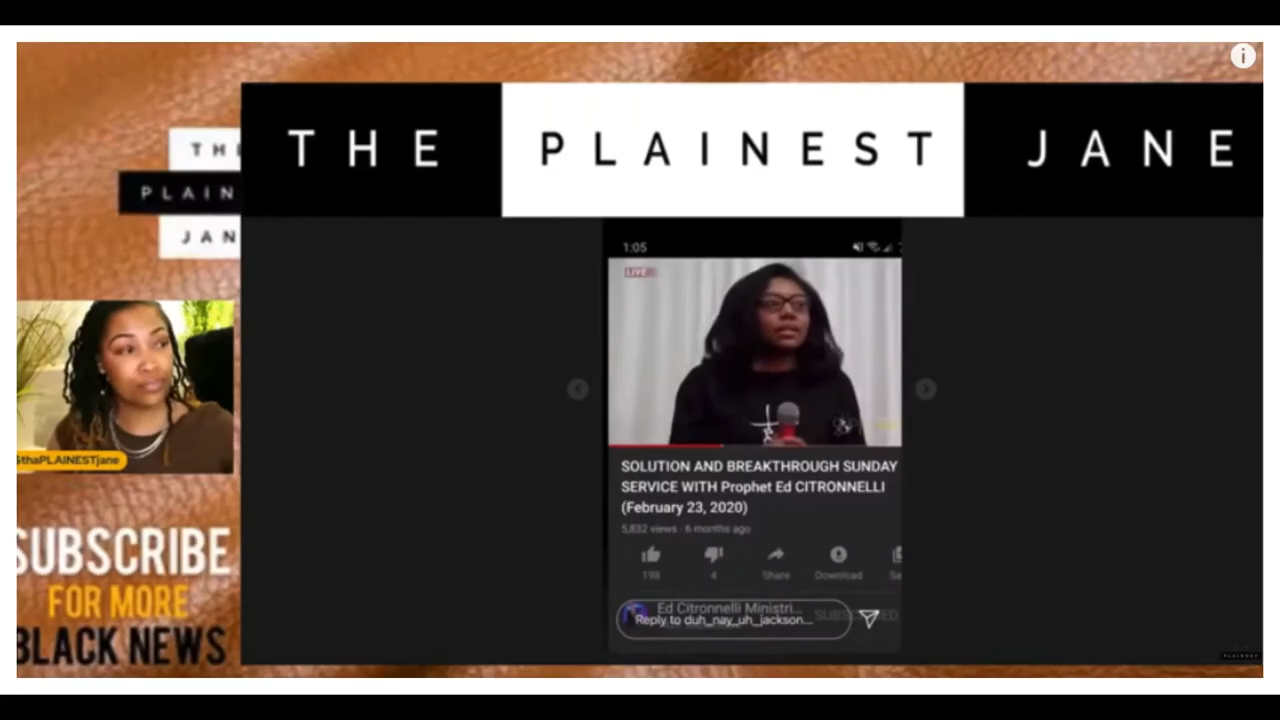 THE PLAINEST JANE
THE
PLAIN
JAN
1:05
LIVE
SOLUTION AND BREAKTHROUGH SUNDAY
SERVICE WITH Prophet Ed CITRONNELLI
(February 23, 2020)
5,832 views · 6 months ago
198
4
Share
Download
Sa
Ed Citronnelli Ministri...
Reply to duh_nay_uh_jackson...
$thaPLAINESTjane
SUBSCRIBE
FOR MORE
BLACK NEWS